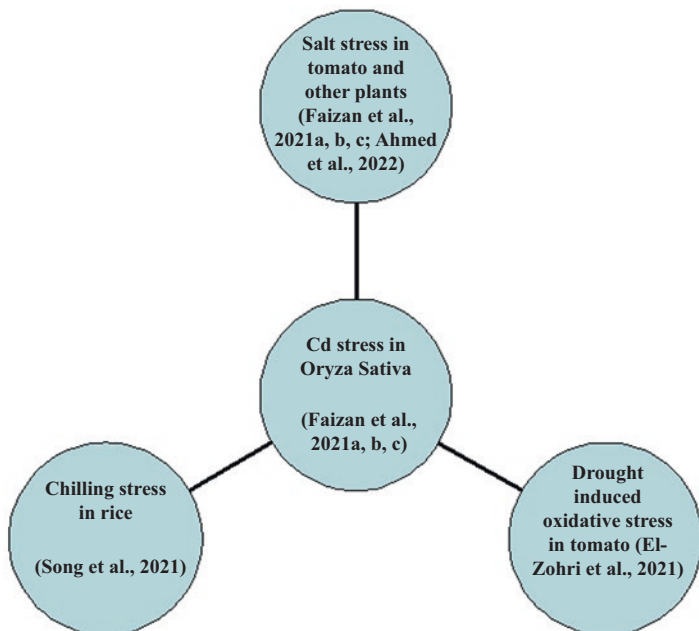 Salt stress in
tomato and
other plants
(Faizan et al.,
2021a, b, c; Ahmed
et al., 2022)
Cd stress in
Oryza Sativa
(Faizan et al.,
2021a, b, c)
Chilling stress
in rice
(Song et al., 2021)
Drought
induced
oxidative stress
in tomato (El-
Zohri et al., 2021)